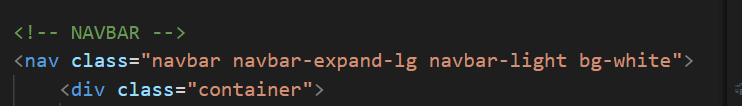 <!-- NAVBAR -->
<nav class="navbar navbar-expand-lg navbar-light bg-white">
<div class="container">